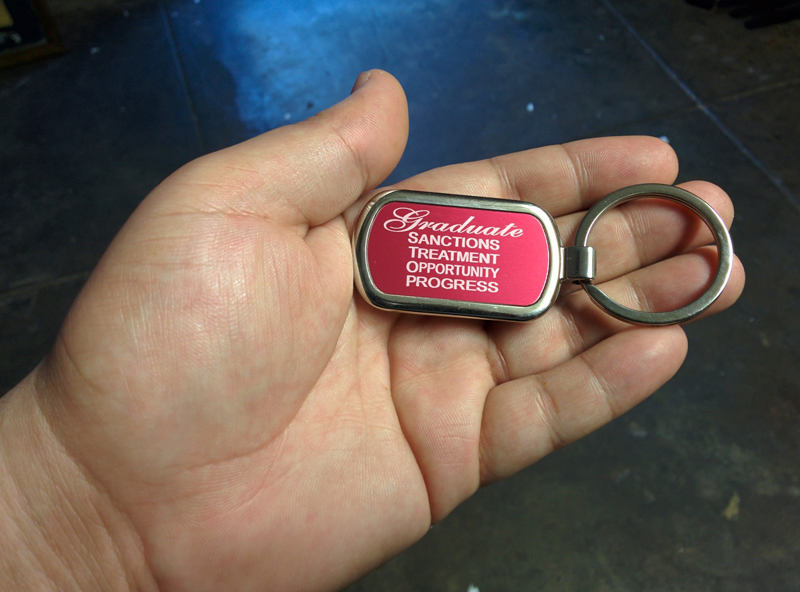 Graduate
SANCTIONS
TREATMENT
OPPORTUNITY
PROGRESS